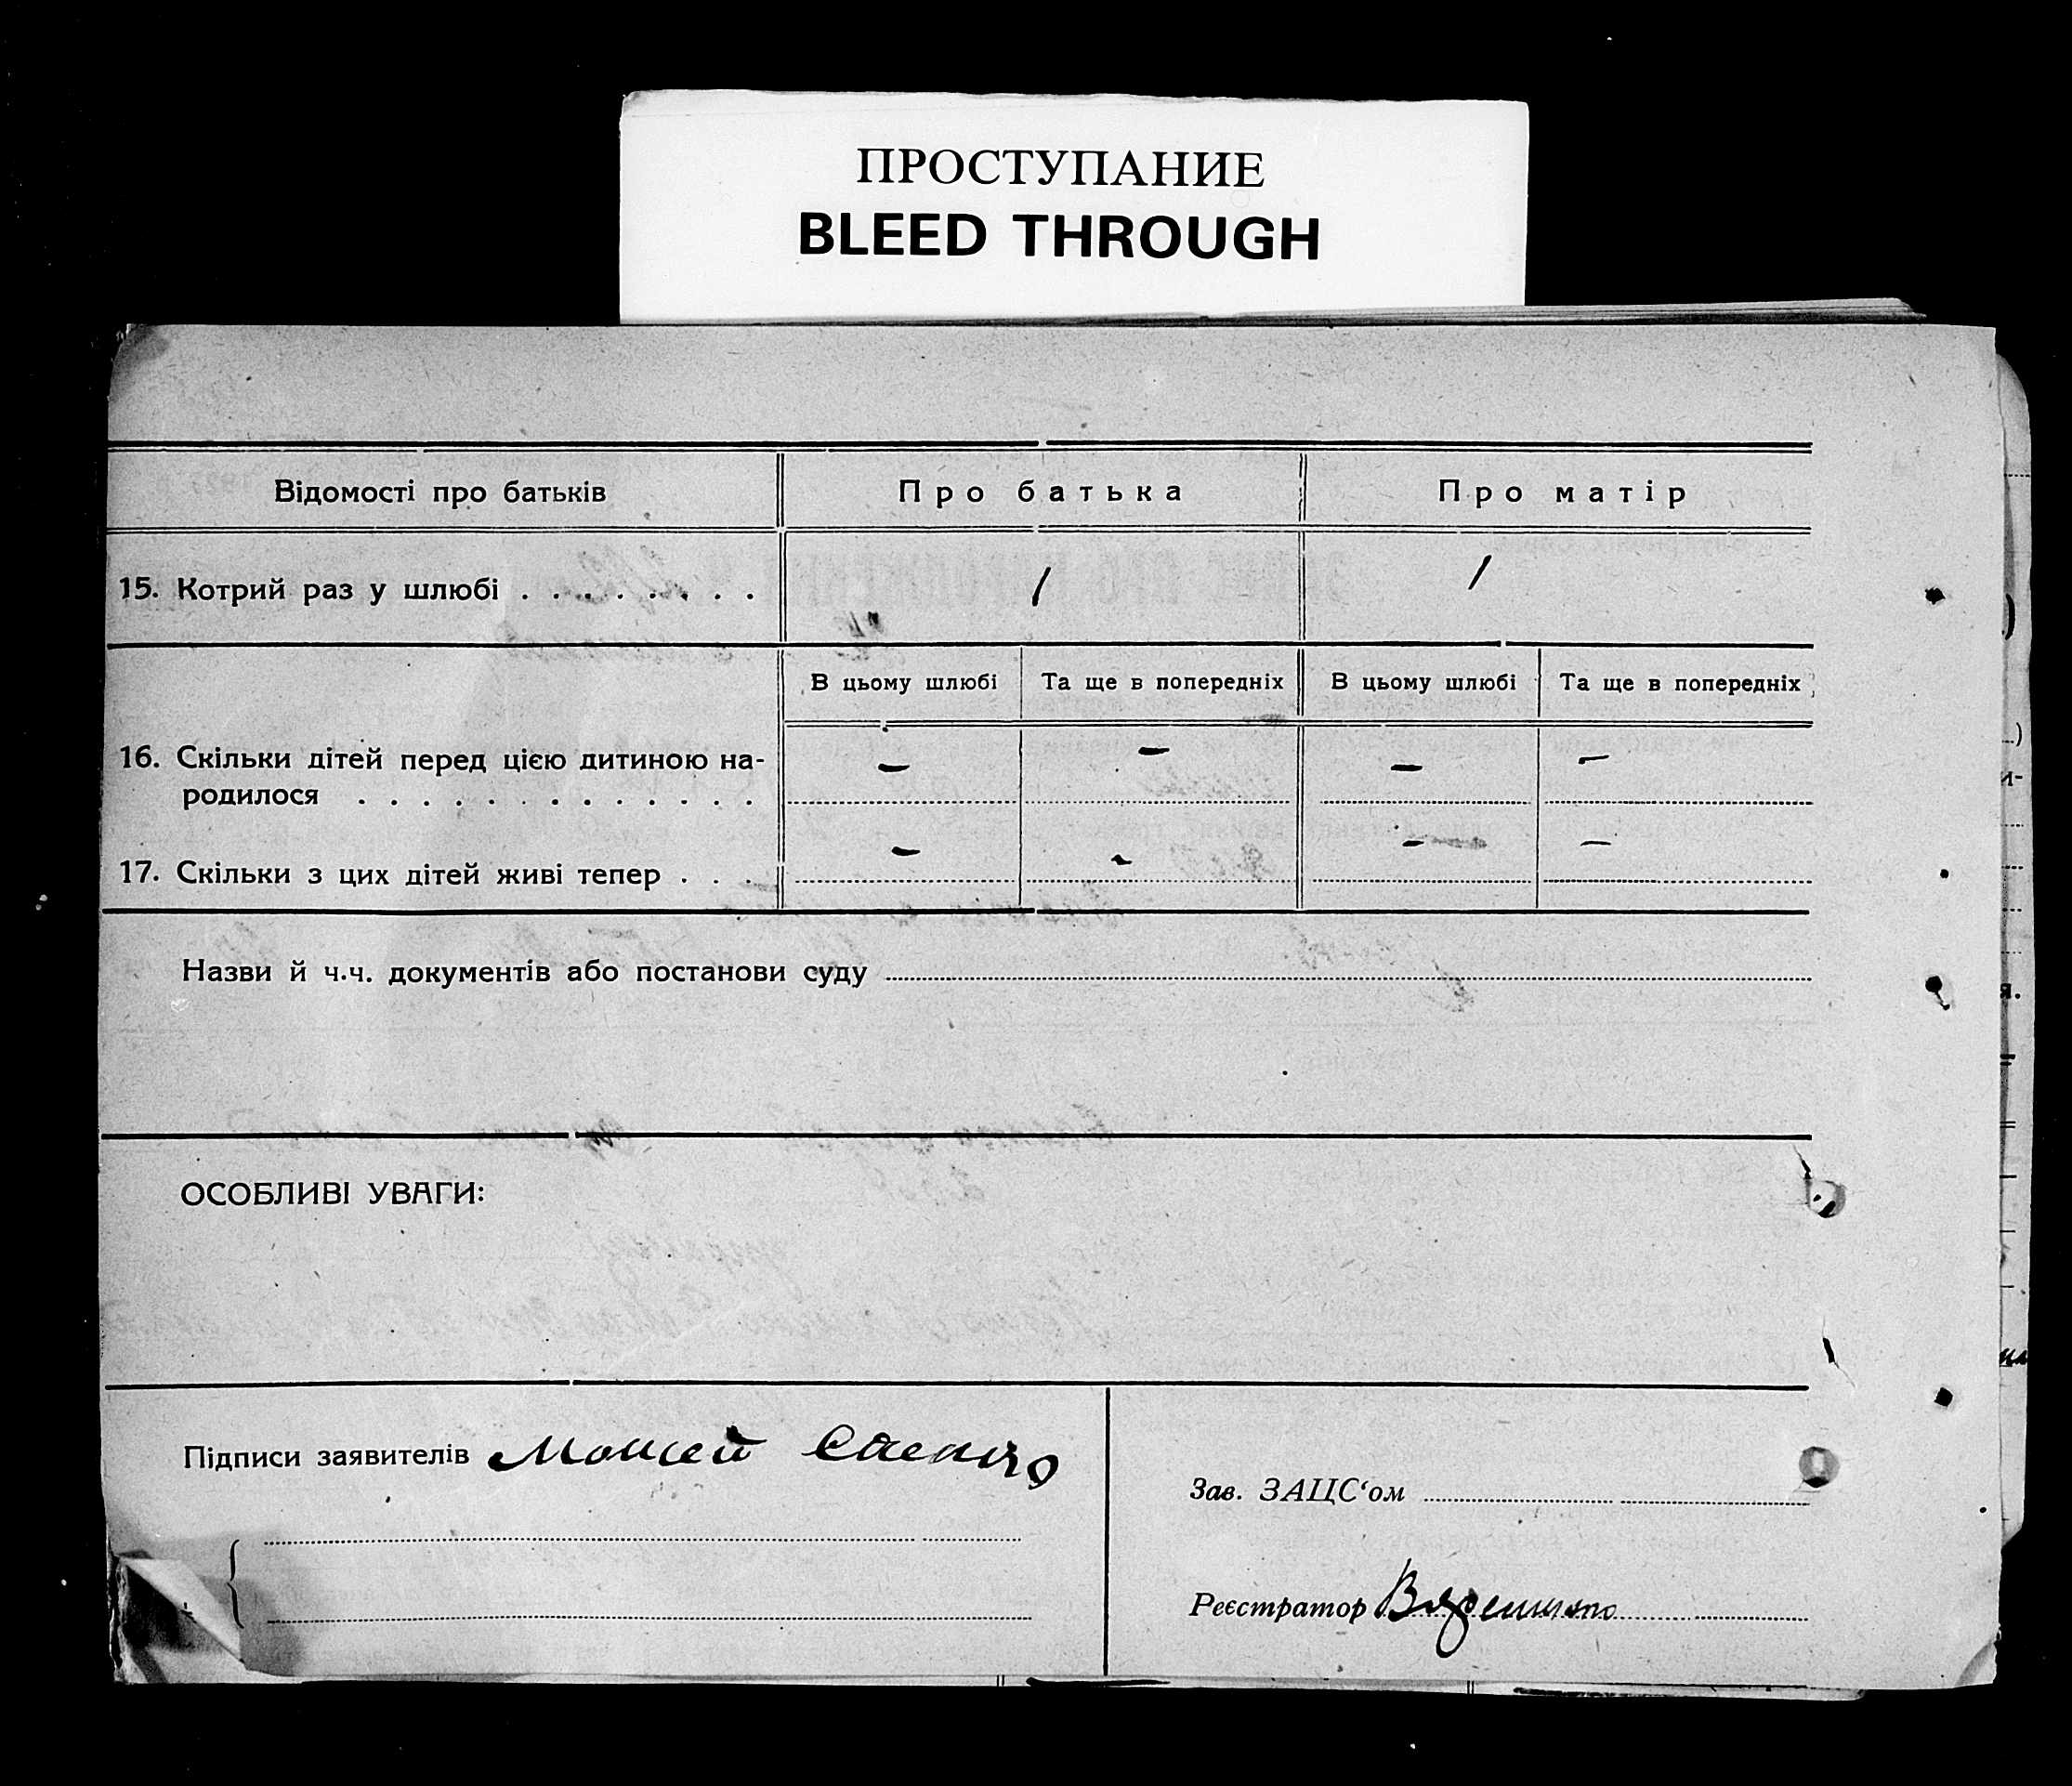 ПРОСТУПАНИЕ
BLEED THROUGH
Відомості про батьків Про батька Про матір
15. Котрий раз у шлюбі . . . . . . . . 1 1
В цьому шлюбі Та ще в попередніх В цьому шлюбі Та ще в попередніх
16. Скільки дітей перед цією дитиною на- – – – –
родилося . . . . . . . . . . . . .
17. Скільки з цих дітей живі тепер . . . – – – –
Назви й ч.ч. документів або постанови суду
ОСОБЛИВІ УВАГИ:
Підписи заявителів Моисей
Зав. ЗАЦС‘ом
Реєстратор